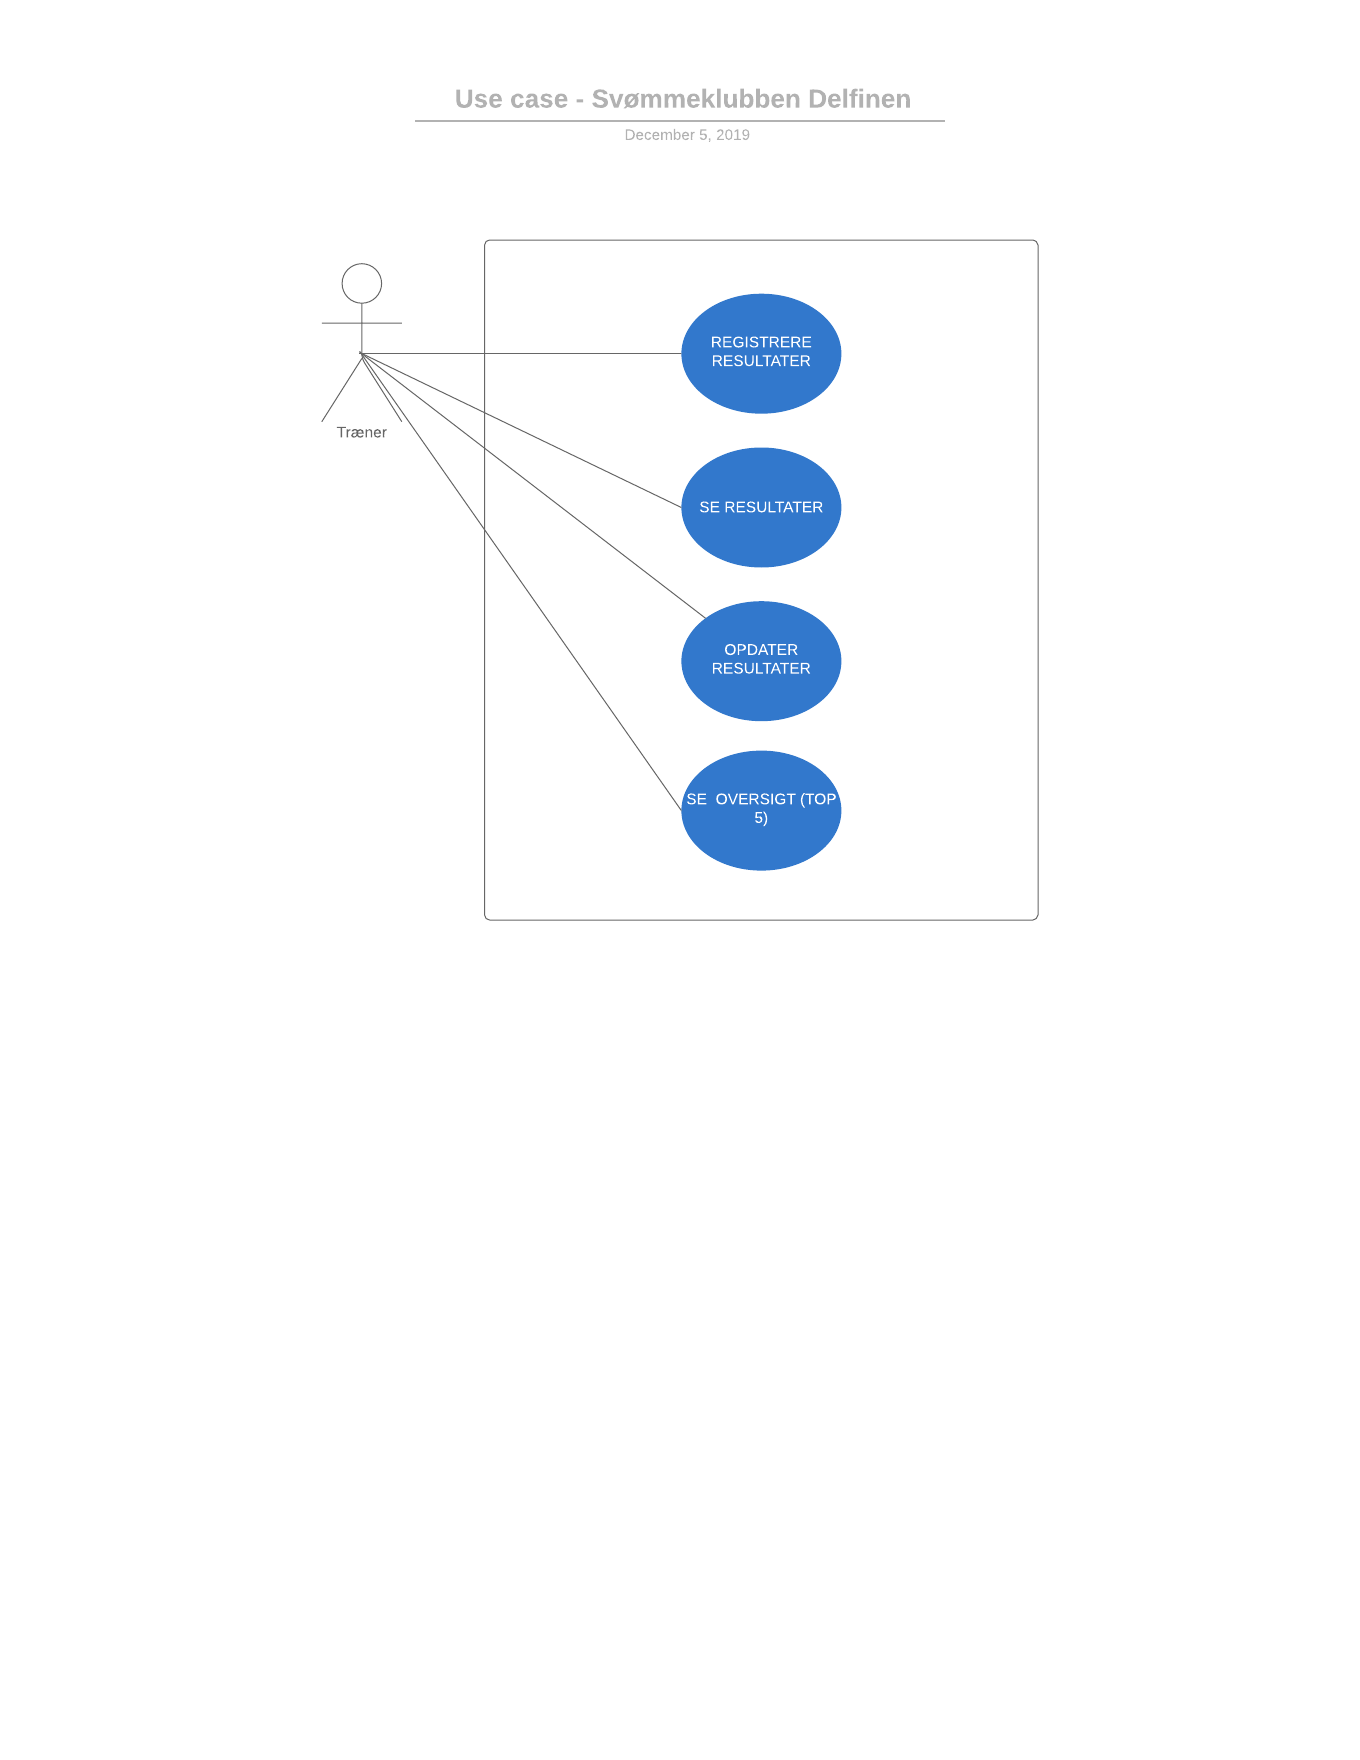 Use case - Svømmeklubben Delfinen
December 5, 2019
REGISTRERE
RESULTATER
Træner
SE RESULTATER
OPDATER
RESULTATER
SE  OVERSIGT (TOP
5)